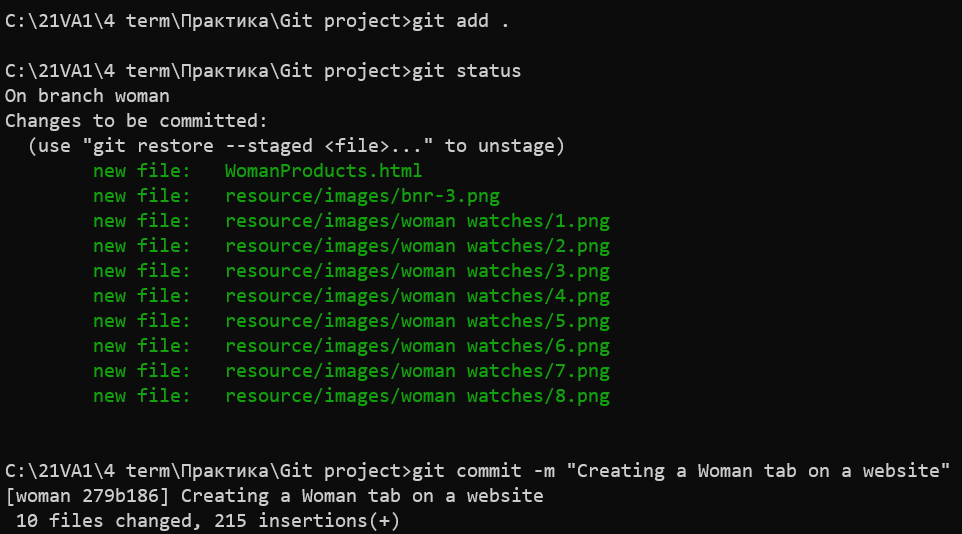 C:\21VA1\4 term\Практика\Git project>git add .
C:\21VA1\4 term\Практика\Git project>git status
On branch woman
Changes to be committed:
  (use "git restore --staged <file>..." to unstage)
        new file:   WomanProducts.html
        new file:   resource/images/bnr-3.png
        new file:   resource/images/woman watches/1.png
        new file:   resource/images/woman watches/2.png
        new file:   resource/images/woman watches/3.png
        new file:   resource/images/woman watches/4.png
        new file:   resource/images/woman watches/5.png
        new file:   resource/images/woman watches/6.png
        new file:   resource/images/woman watches/7.png
        new file:   resource/images/woman watches/8.png
C:\21VA1\4 term\Практика\Git project>git commit -m "Creating a Woman tab on a website"
[woman 279b186] Creating a Woman tab on a website
 10 files changed, 215 insertions(+)